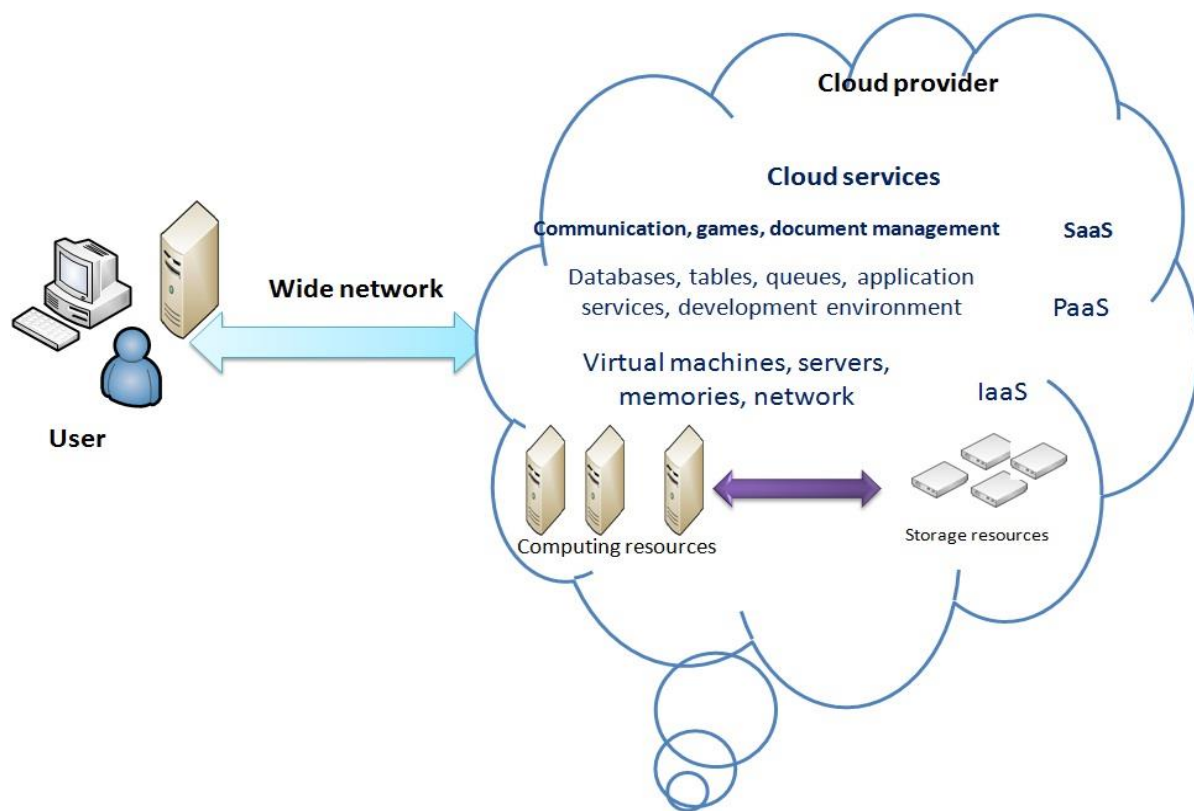 Cloud provider
Cloud services
Communication, games, document management SaaS
Databases, tables, queues, application
services, development environment PaaS
Wide network
Virtual machines, servers,
memories, network IaaS
User
Computing resources
Storage resources